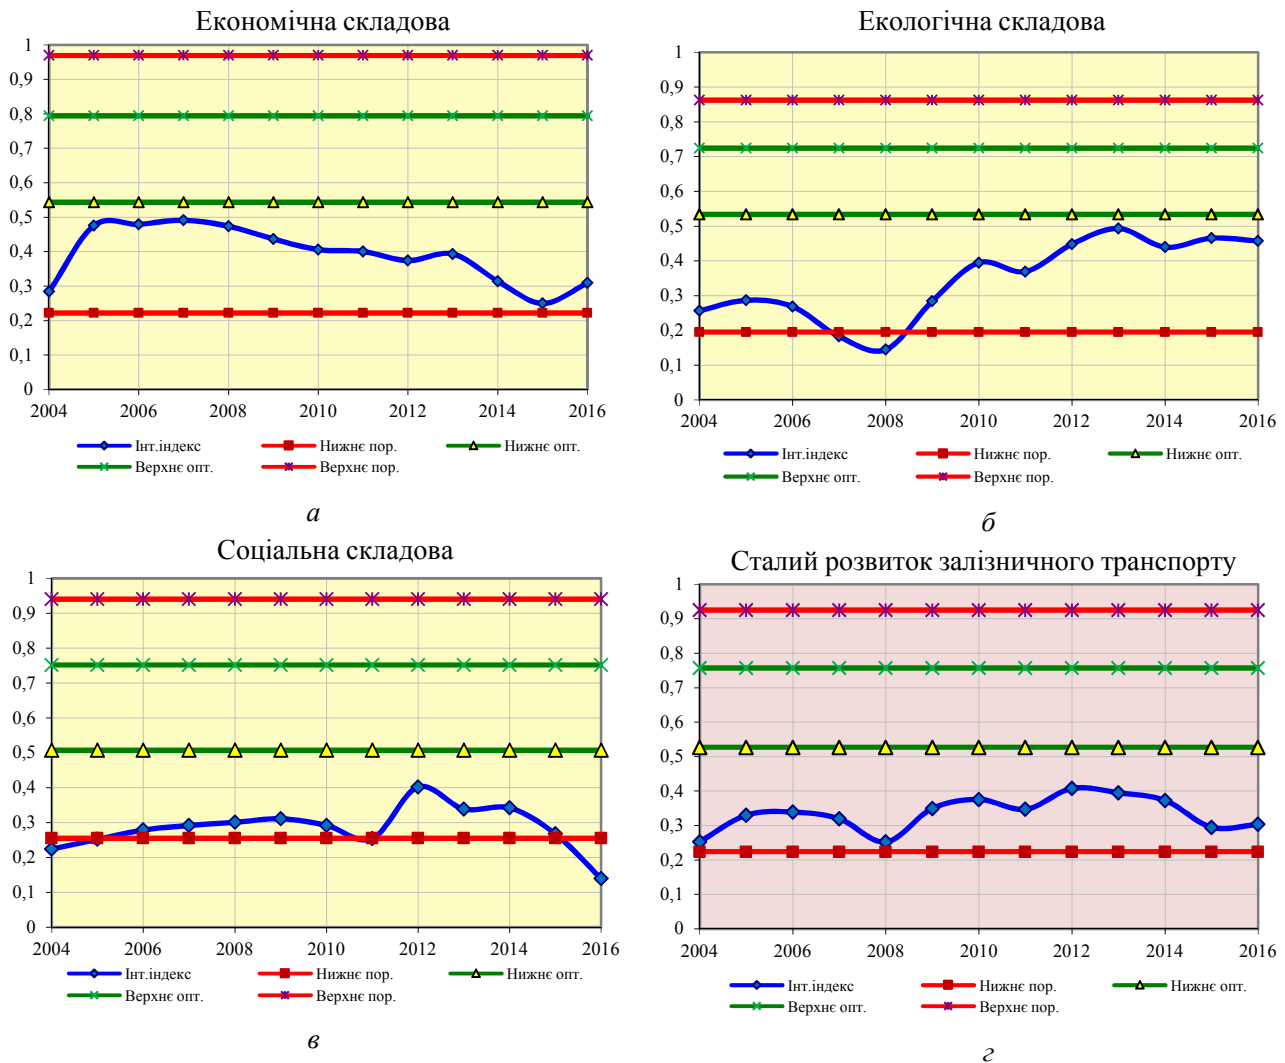 Економічна складова
1
0,9
0,8
0,7
0,6
0,5
0,4
0,3
0,2
0,1
0
2004 2006 2008 2010 2012 2014 2016
Інт.індекс Нижнє пор. Нижнє опт.
Верхнє опт. Верхнє пор.
а
Екологічна складова
1
0,9
0,8
0,7
0,6
0,5
0,4
0,3
0,2
0,1
0
2004 2006 2008 2010 2012 2014 2016
Інт.індекс Нижнє пор. Нижнє опт.
Верхнє опт. Верхнє пор.
б
Соціальна складова
1
0,9
0,8
0,7
0,6
0,5
0,4
0,3
0,2
0,1
0
2004 2006 2008 2010 2012 2014 2016
Інт.індекс Нижнє пор. Нижнє опт.
Верхнє опт. Верхнє пор.
в
Сталий розвиток залізничного транспорту
1
0,9
0,8
0,7
0,6
0,5
0,4
0,3
0,2
0,1
0
2004 2006 2008 2010 2012 2014 2016
Інт.індекс Нижнє пор. Нижнє опт.
Верхнє опт. Верхнє пор.
г